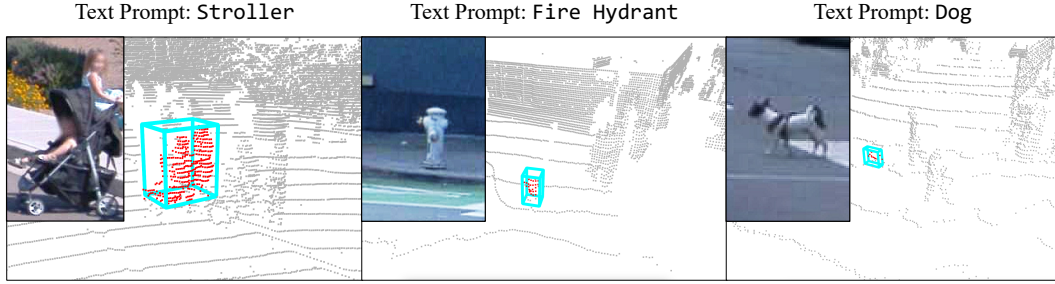 Text Prompt: Stroller
Text Prompt: Fire Hydrant
Text Prompt: Dog